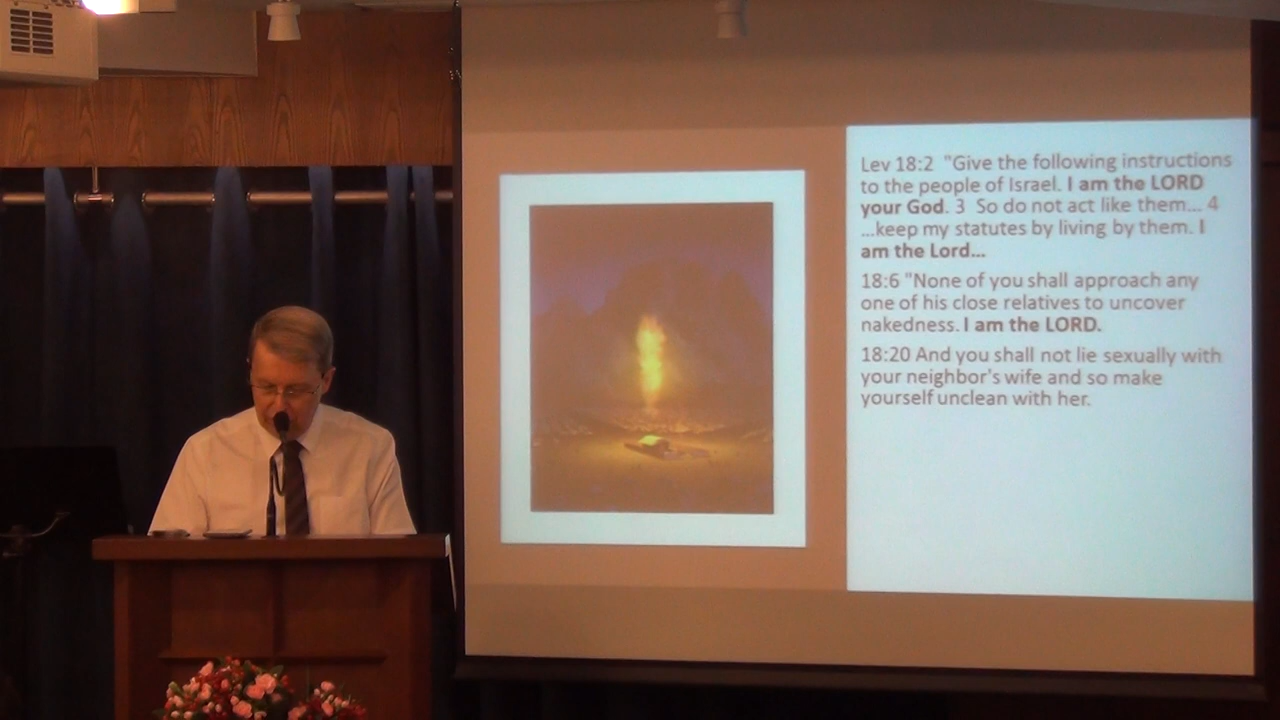 Lev 18:2 "Give the following instructions
to the people of Israel. I am the LORD
your God. 3 So do not act like them... 4
...keep my statutes by living by them. I
am the Lord...
18:6 "None of you shall approach any
one of his close relatives to uncover
nakedness. I am the LORD.
18:20 And you shall not lie sexually with
your neighbor's wife and so make
yourself unclean with her.